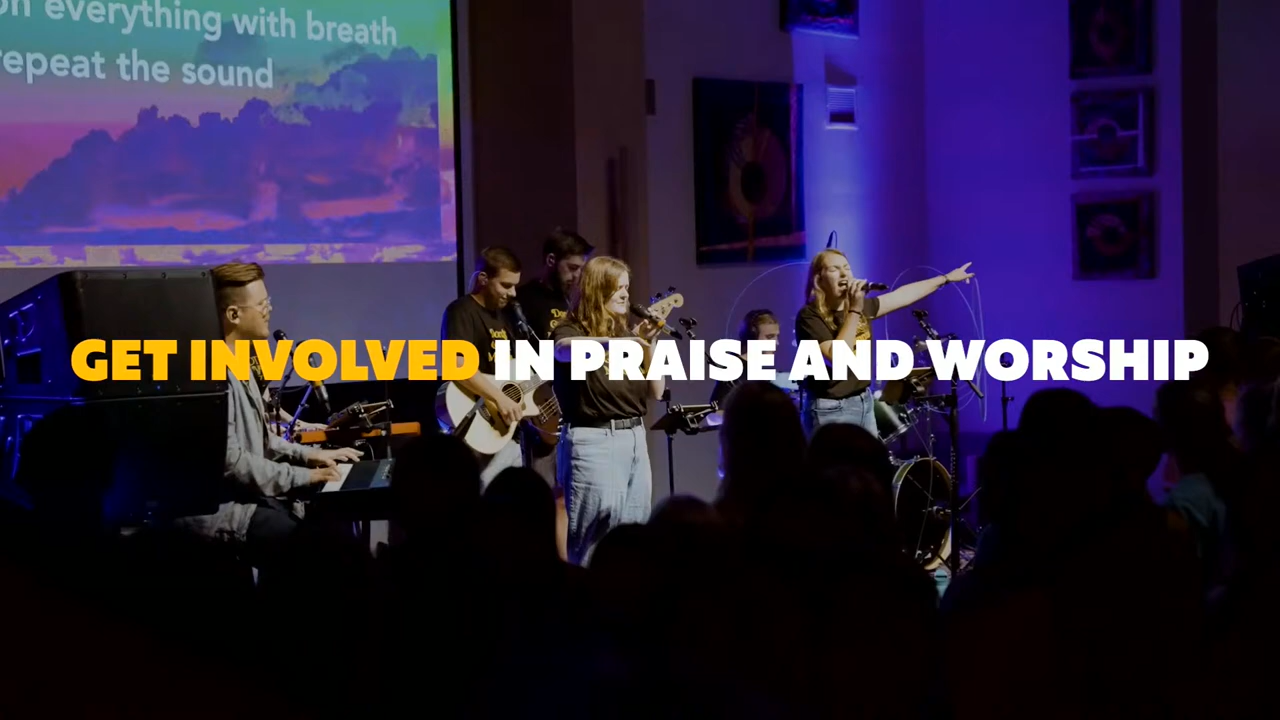 on everything with breath
repeat the sound
GET INVOLVED IN PRAISE AND WORSHIP